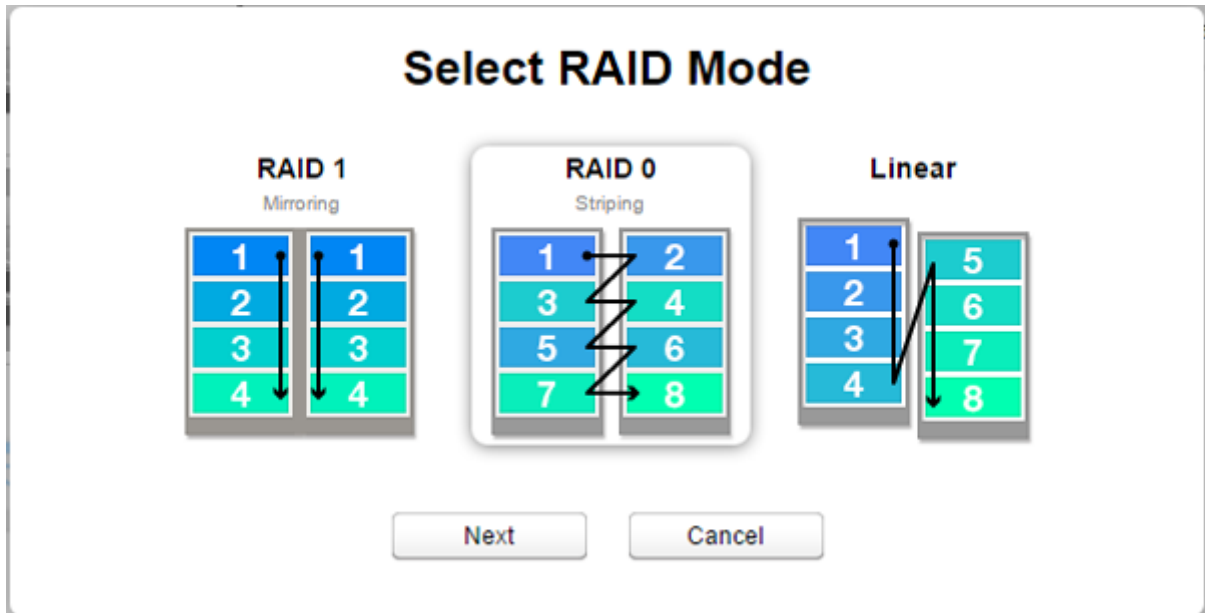 Select RAID Mode
RAID 1
Mirroring
1 1
2 2
3 3
4 4
RAID 0
Striping
1 2
3 4
5 6
7 8
Linear
1 5
2 6
3 7
4 8
Next
Cancel